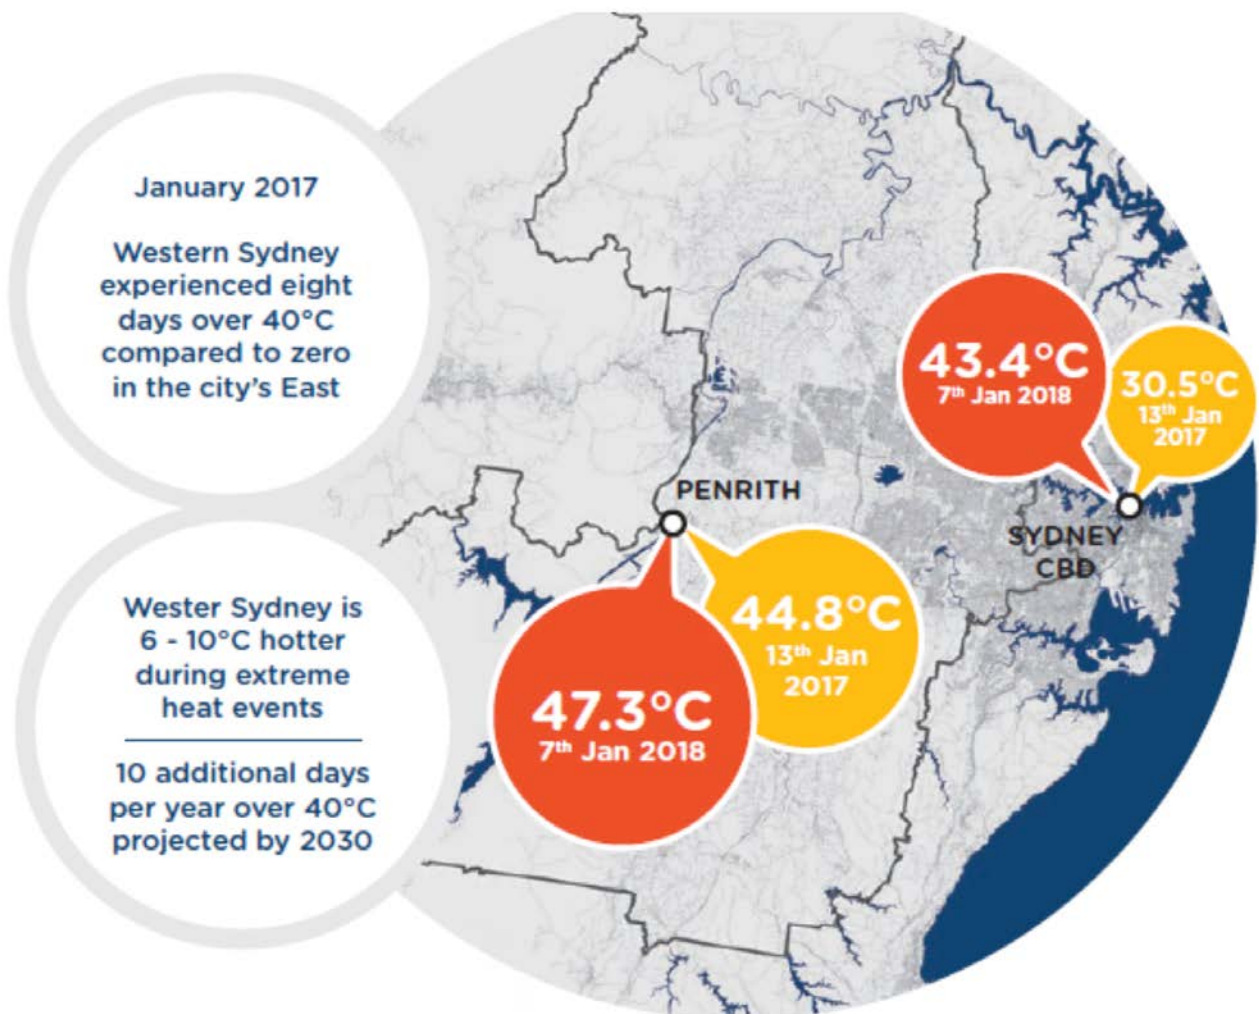 January 2017
Western Sydney
experienced eight
days over 40°C
compared to zero
in the city's East
Wester Sydney is
6 - 10°C hotter
during extreme
heat events
10 additional days
per year over 40°C
projected by 2030
43.4°C
7th Jan 2018
30.5°C
13th Jan
2017
PENRITH
SYDNEY
CBD
47.3°C
7th Jan 2018
44.8°C
13th Jan
2017